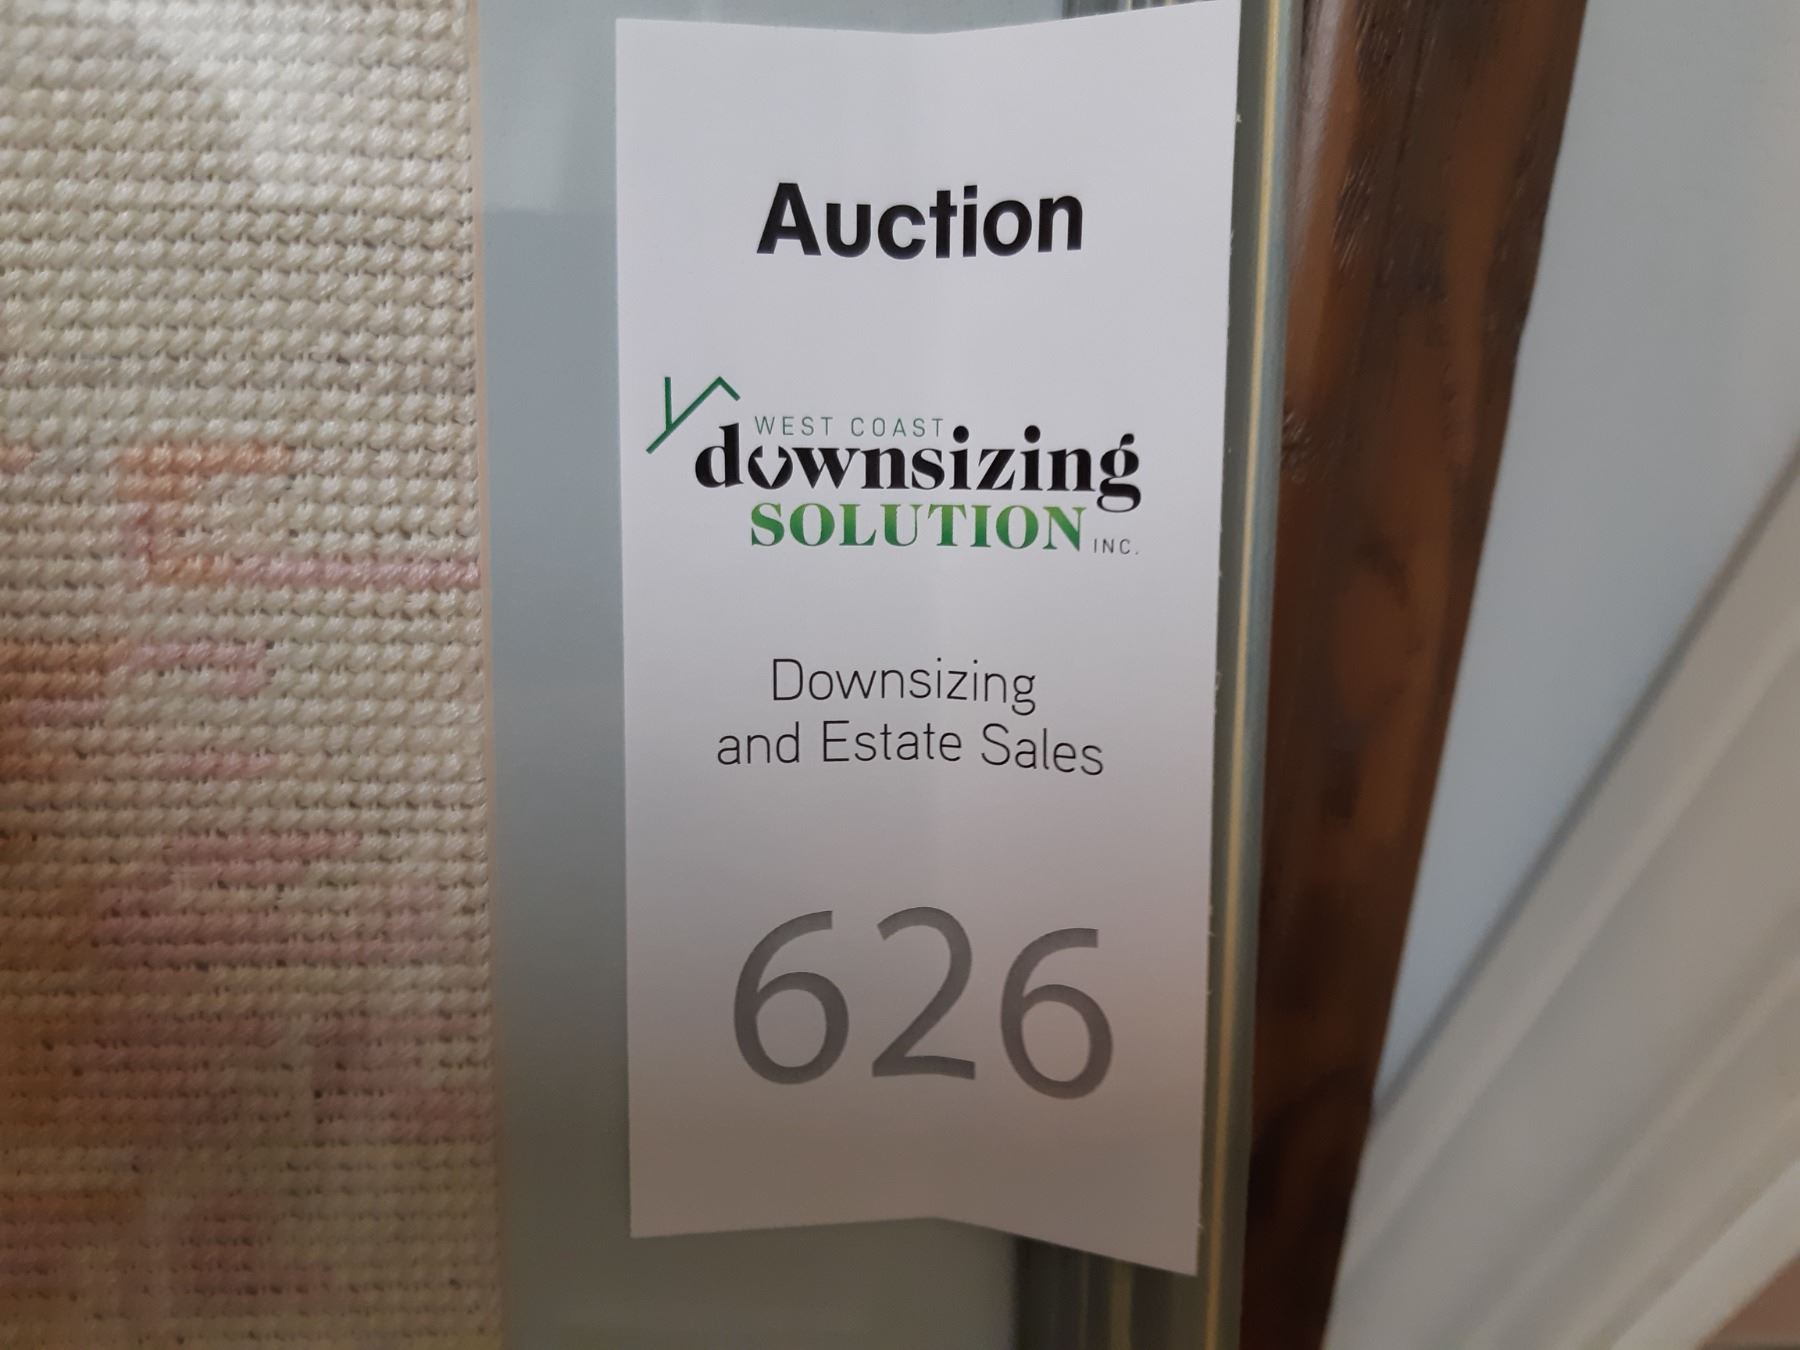 Auction
WEST COAST
downsizing
SOLUTION INC.
Downsizing
and Estate Sales
626